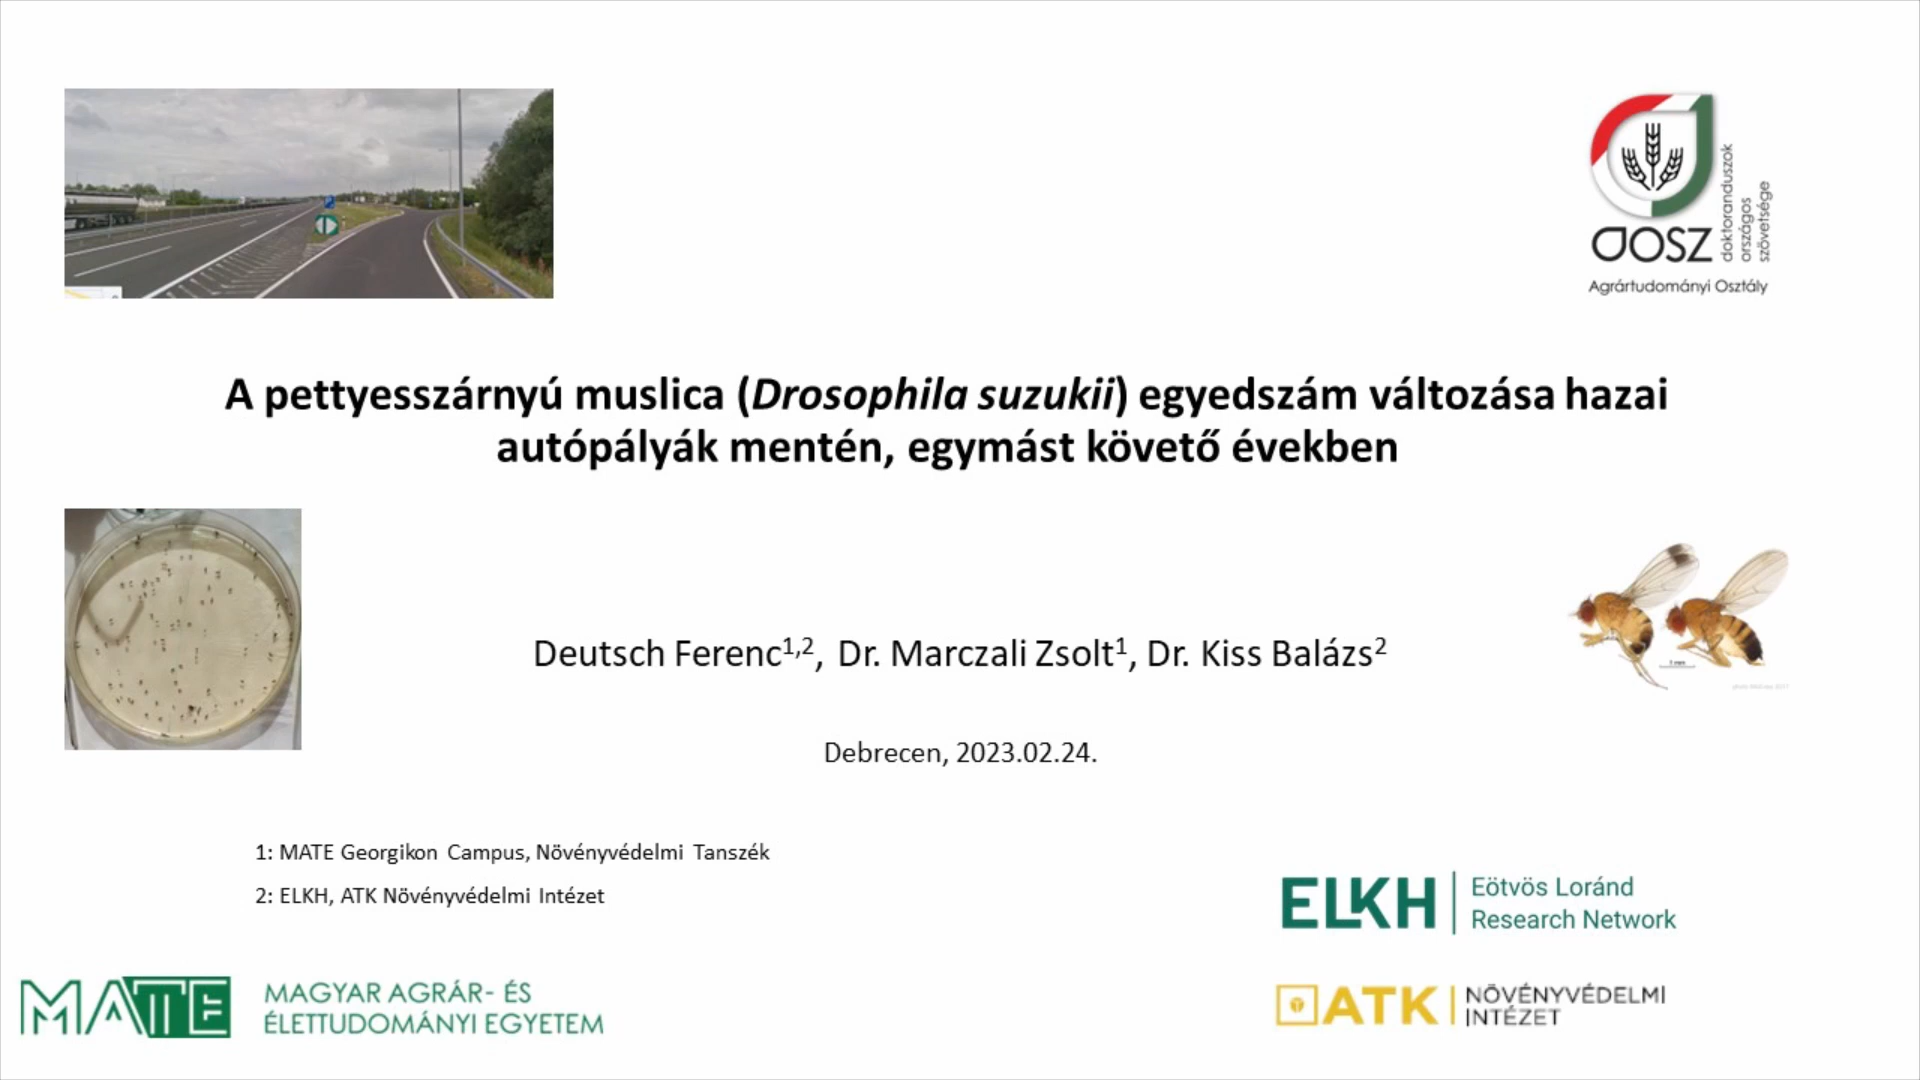 doktoranduszok
országos
szövetsége
DOSZ
Agrártudományi Osztály
A pettyesszárnyú muslica (Drosophila suzukii) egyedszám változása hazai
autópályák mentén, egymást követő években
Deutsch Ferenc1,2, Dr. Marczali Zsolt1, Dr. Kiss Balázs2
1 mm
Debrecen, 2023.02.24.
1: MATE Georgikon Campus, Növényvédelmi Tanszék
2: ELKH, ATK Növényvédelmi Intézet
ELKH
Eötvös Loránd
Research Network
MATE
MAGYAR AGRÁR- ÉS
ÉLETTUDOMÁNYI EGYETEM
ATK
NÖVÉNYVÉDELMI
INTÉZET